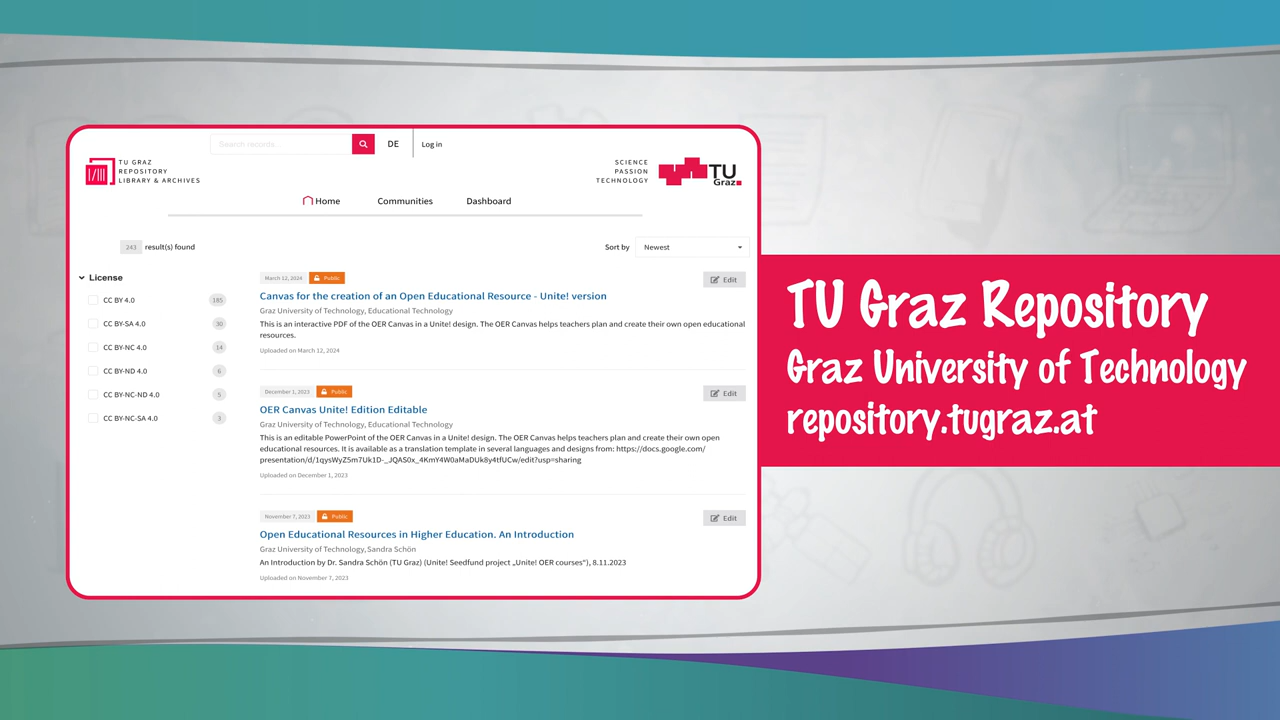 Search records.
DE
Log in
TU GRAZ
REPOSITORY
LIBRARY & ARCHIVES
SCIENCE
PASSION
TECHNOLOGY
TU
Graz
Home
Communities
Dashboard
243 result(s) found
Sort by
Newest
License
CC BY 4.0 185
CC BY-SA 4.0 30
CC BY-NC 4.0 14
CC BY-ND 4.0 6
CC BY-NC-ND 4.0 5
CC BY-NC-SA 4.0 3
March 12, 2024 Public
Edit
Canvas for the creation of an Open Educational Resource - Unite! version
Graz University of Technology, Educational Technology
This is an interactive PDF of the OER Canvas in a Unite! design. The OER Canvas helps teachers plan and create their own open educational
resources.
Uploaded on March 12, 2024
December 1, 2023 Public
Edit
OER Canvas Unite! Edition Editable
Graz University of Technology, Educational Technology
This is an editable PowerPoint of the OER Canvas in a Unite! design. The OER Canvas helps teachers plan and create their own open
educational resources. It is available as a translation template in several languages and designs from: https://docs.google.com/
presentation/d/1qysWyZ5m7Uk1D-_JQAS0x_4KmY4W0aMaDUk8y4tfUCw/edit?usp=sharing
Uploaded on December 1, 2023
November 7, 2023 Public
Edit
Open Educational Resources in Higher Education. An Introduction
Graz University of Technology, Sandra Schön
An Introduction by Dr. Sandra Schön (TU Graz) (Unite! Seedfund project „Unite! OER courses“), 8.11.2023
Uploaded on November 7, 2023
TU Graz Repository
Graz University of Technology
repository.tugraz.at